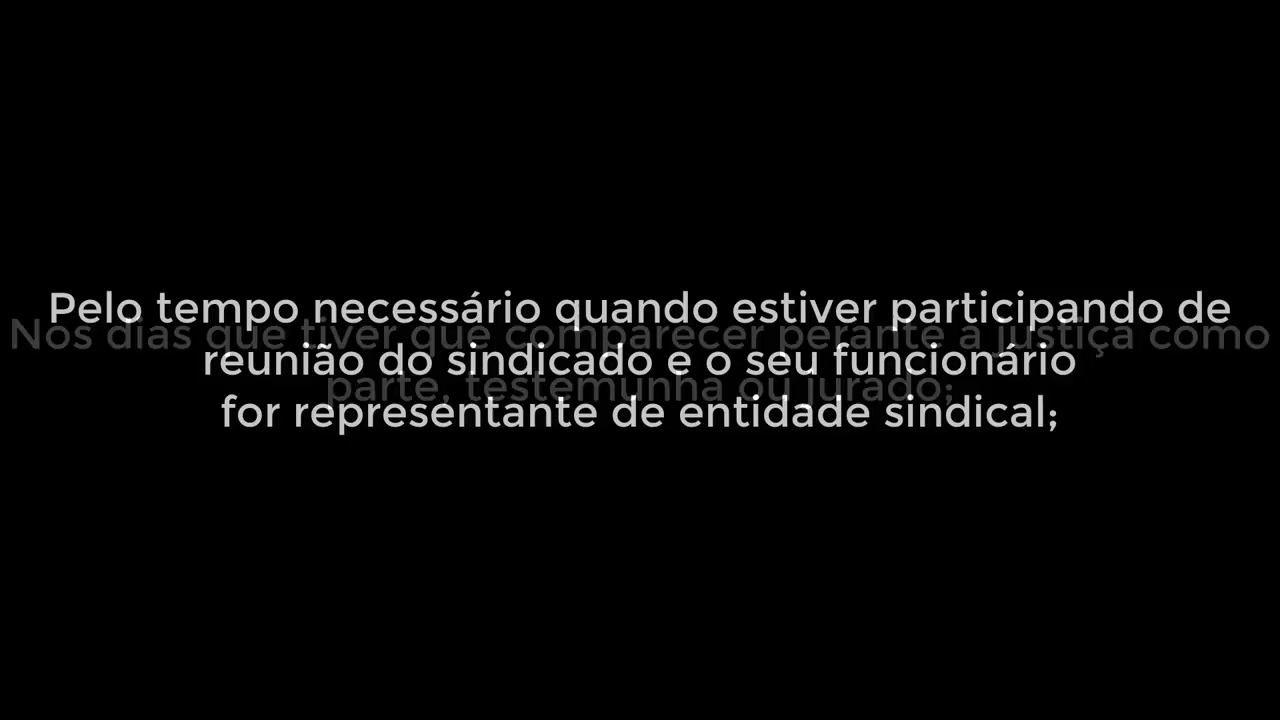 Pelo tempo necessário quando estiver participando de
reunião do sindicado e o seu funcionário
for representante de entidade sindical;
Nos dias que tiver que comparecer perante a justiça como
parte, testemunha ou jurado;